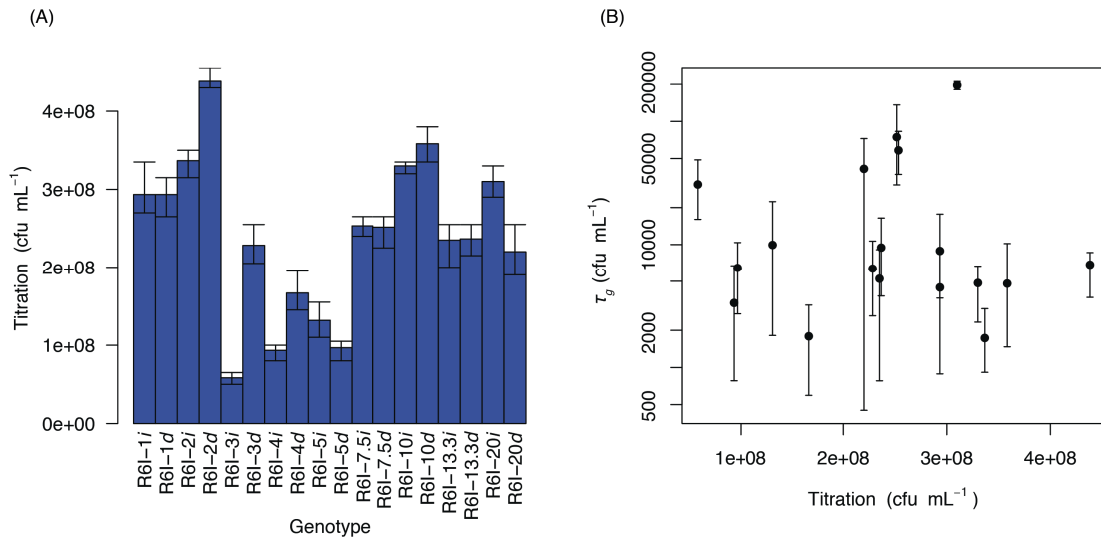 (A)
(B)
Titration (cfu mL⁻¹)
4e+08
3e+08
2e+08
1e+08
0e+00
R6I−1i
R6I−1d
R6I−2i
R6I−2d
R6I−3i
R6I−3d
R6I−4i
R6I−4d
R6I−5i
R6I−5d
R6I−7.5i
R6I−7.5d
R6I−10i
R6I−10d
R6I−13.3i
R6I−13.3d
R6I−20i
R6I−20d
Genotype
τg (cfu mL⁻¹)
200000
50000
10000
2000
500
1e+08
2e+08
3e+08
4e+08
Titration (cfu mL⁻¹)